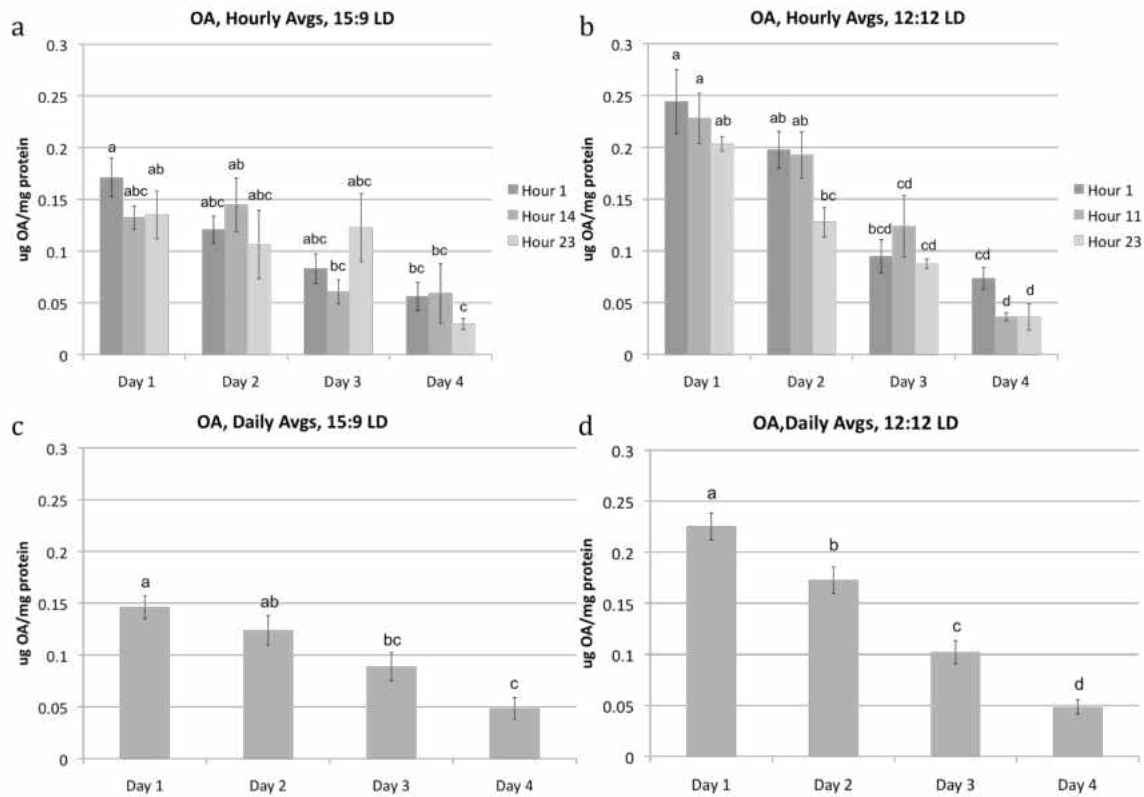 a
OA, Hourly Avgs, 15:9 LD
ug OA/mg protein
0.3
0.25
0.2
0.15
0.1
0.05
0
a
abc
ab
abc
ab
abc
abc
bc
abc
bc
bc
c
Day 1
Day 2
Day 3
Day 4
Hour 1
Hour 14
Hour 23
b
OA, Hourly Avgs, 12:12 LD
ug OA/mg protein
0.3
0.25
0.2
0.15
0.1
0.05
0
a
a
ab
ab
ab
bc
bcd
cd
cd
cd
d
d
Day 1
Day 2
Day 3
Day 4
Hour 1
Hour 11
Hour 23
c
OA, Daily Avgs, 15:9 LD
ug OA/mg protein
0.3
0.25
0.2
0.15
0.1
0.05
0
a
ab
bc
c
Day 1
Day 2
Day 3
Day 4
d
OA,Daily Avgs, 12:12 LD
ug OA/mg protein
0.3
0.25
0.2
0.15
0.1
0.05
0
a
b
c
d
Day 1
Day 2
Day 3
Day 4